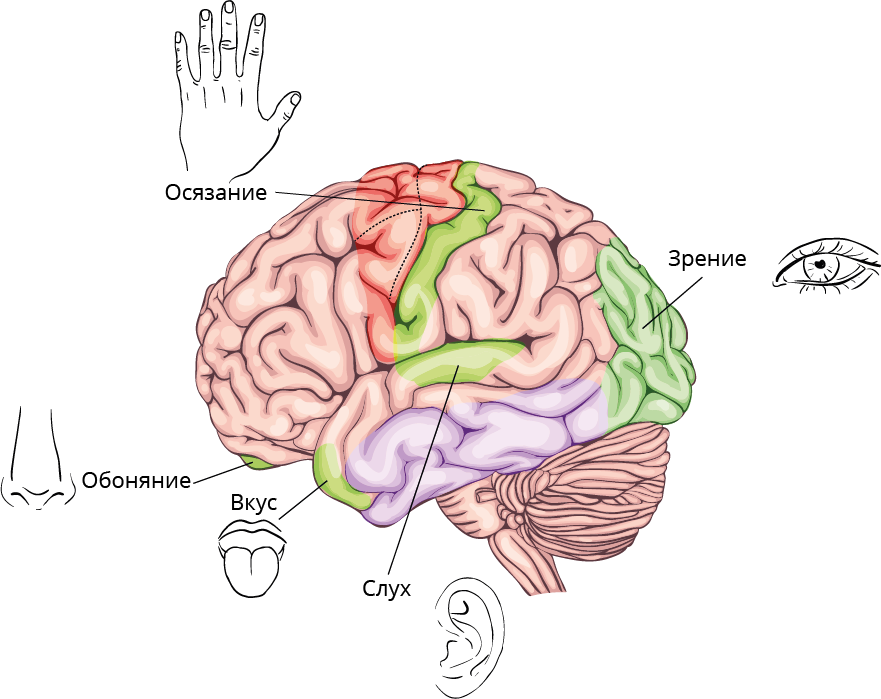 Осязание
Зрение
Обоняние
Вкус
Слух